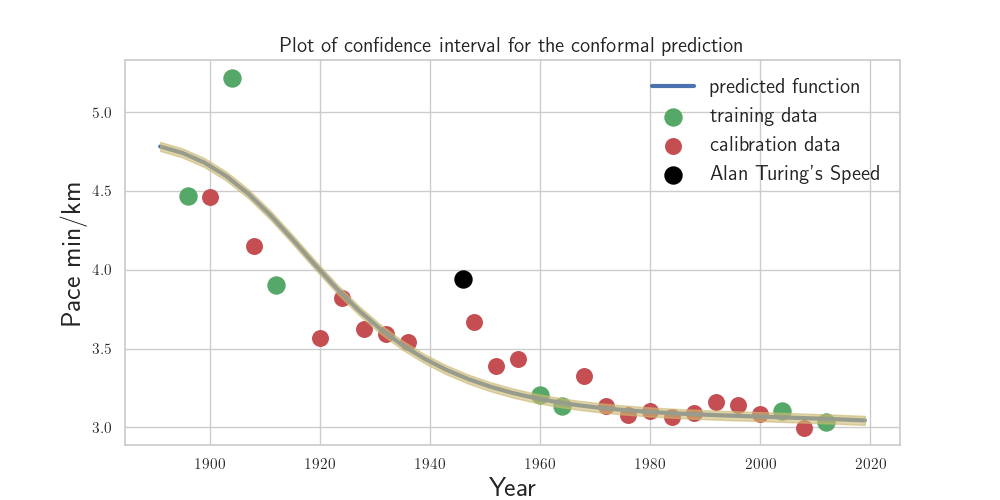 Plot of confidence interval for the conformal prediction
predicted function
training data
calibration data
Alan Turing's Speed
Pace min/km
5.0
4.5
4.0
3.5
3.0
1900 1920 1940 1960 1980 2000 2020
Year